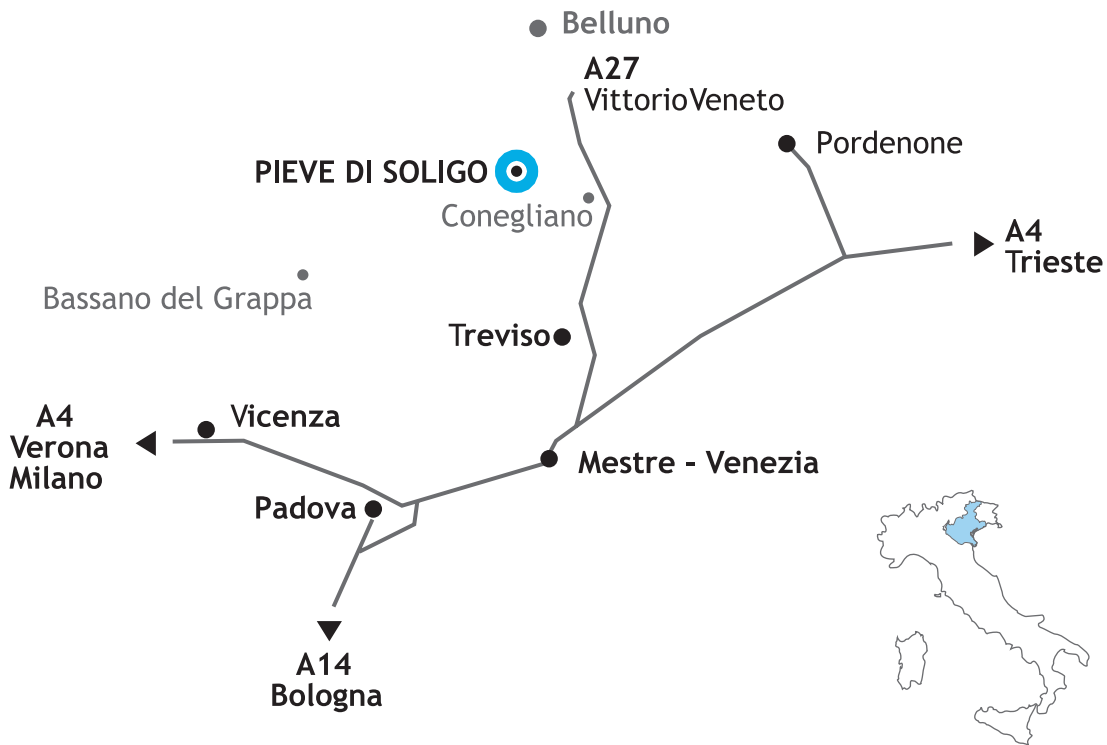 Belluno
A27
VittorioVeneto
Pordenone
PIEVE DI SOLIGO
Conegliano
A4
Trieste
Bassano del Grappa
Treviso
A4
Verona
Milano
Vicenza
Mestre - Venezia
Padova
A14
Bologna